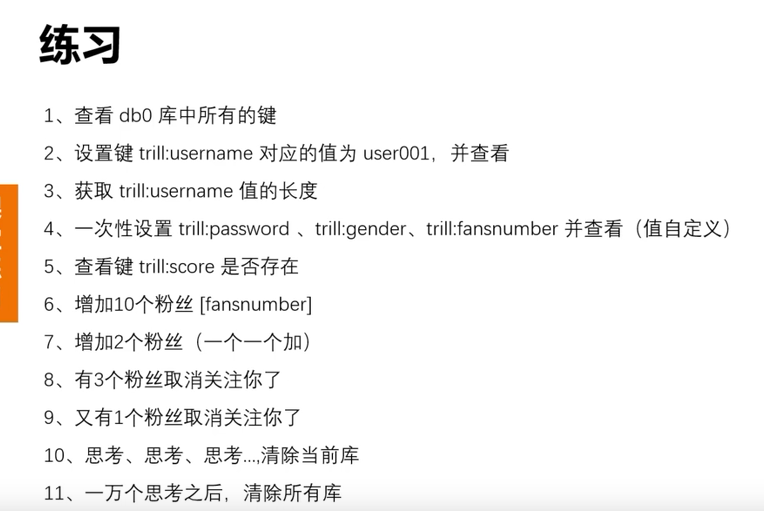 练习
1、查看 db0 库中所有的键
2、设置键 trill:username 对应的值为 user001，并查看
3、获取 trill:username 值的长度
4、一次性设置 trill:password 、trill:gender、trill:fansnumber 并查看（值自定义）
5、查看键 trill:score 是否存在
6、增加10个粉丝 [fansnumber]
7、增加2个粉丝（一个一个加）
8、有3个粉丝取消关注你了
9、又有1个粉丝取消关注你了
10、思考、思考、思考...,清除当前库
11、一万个思考之后，清除所有库